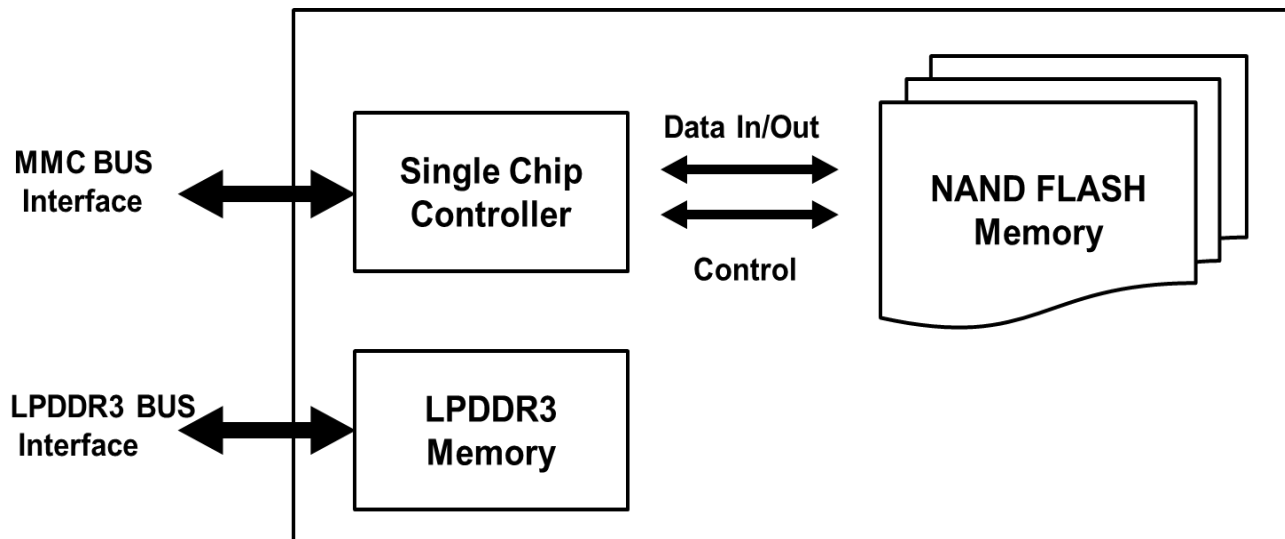 MMC BUS
Interface
Single Chip
Controller
Data In/Out
Control
NAND FLASH
Memory
LPDDR3 BUS
Interface
LPDDR3
Memory